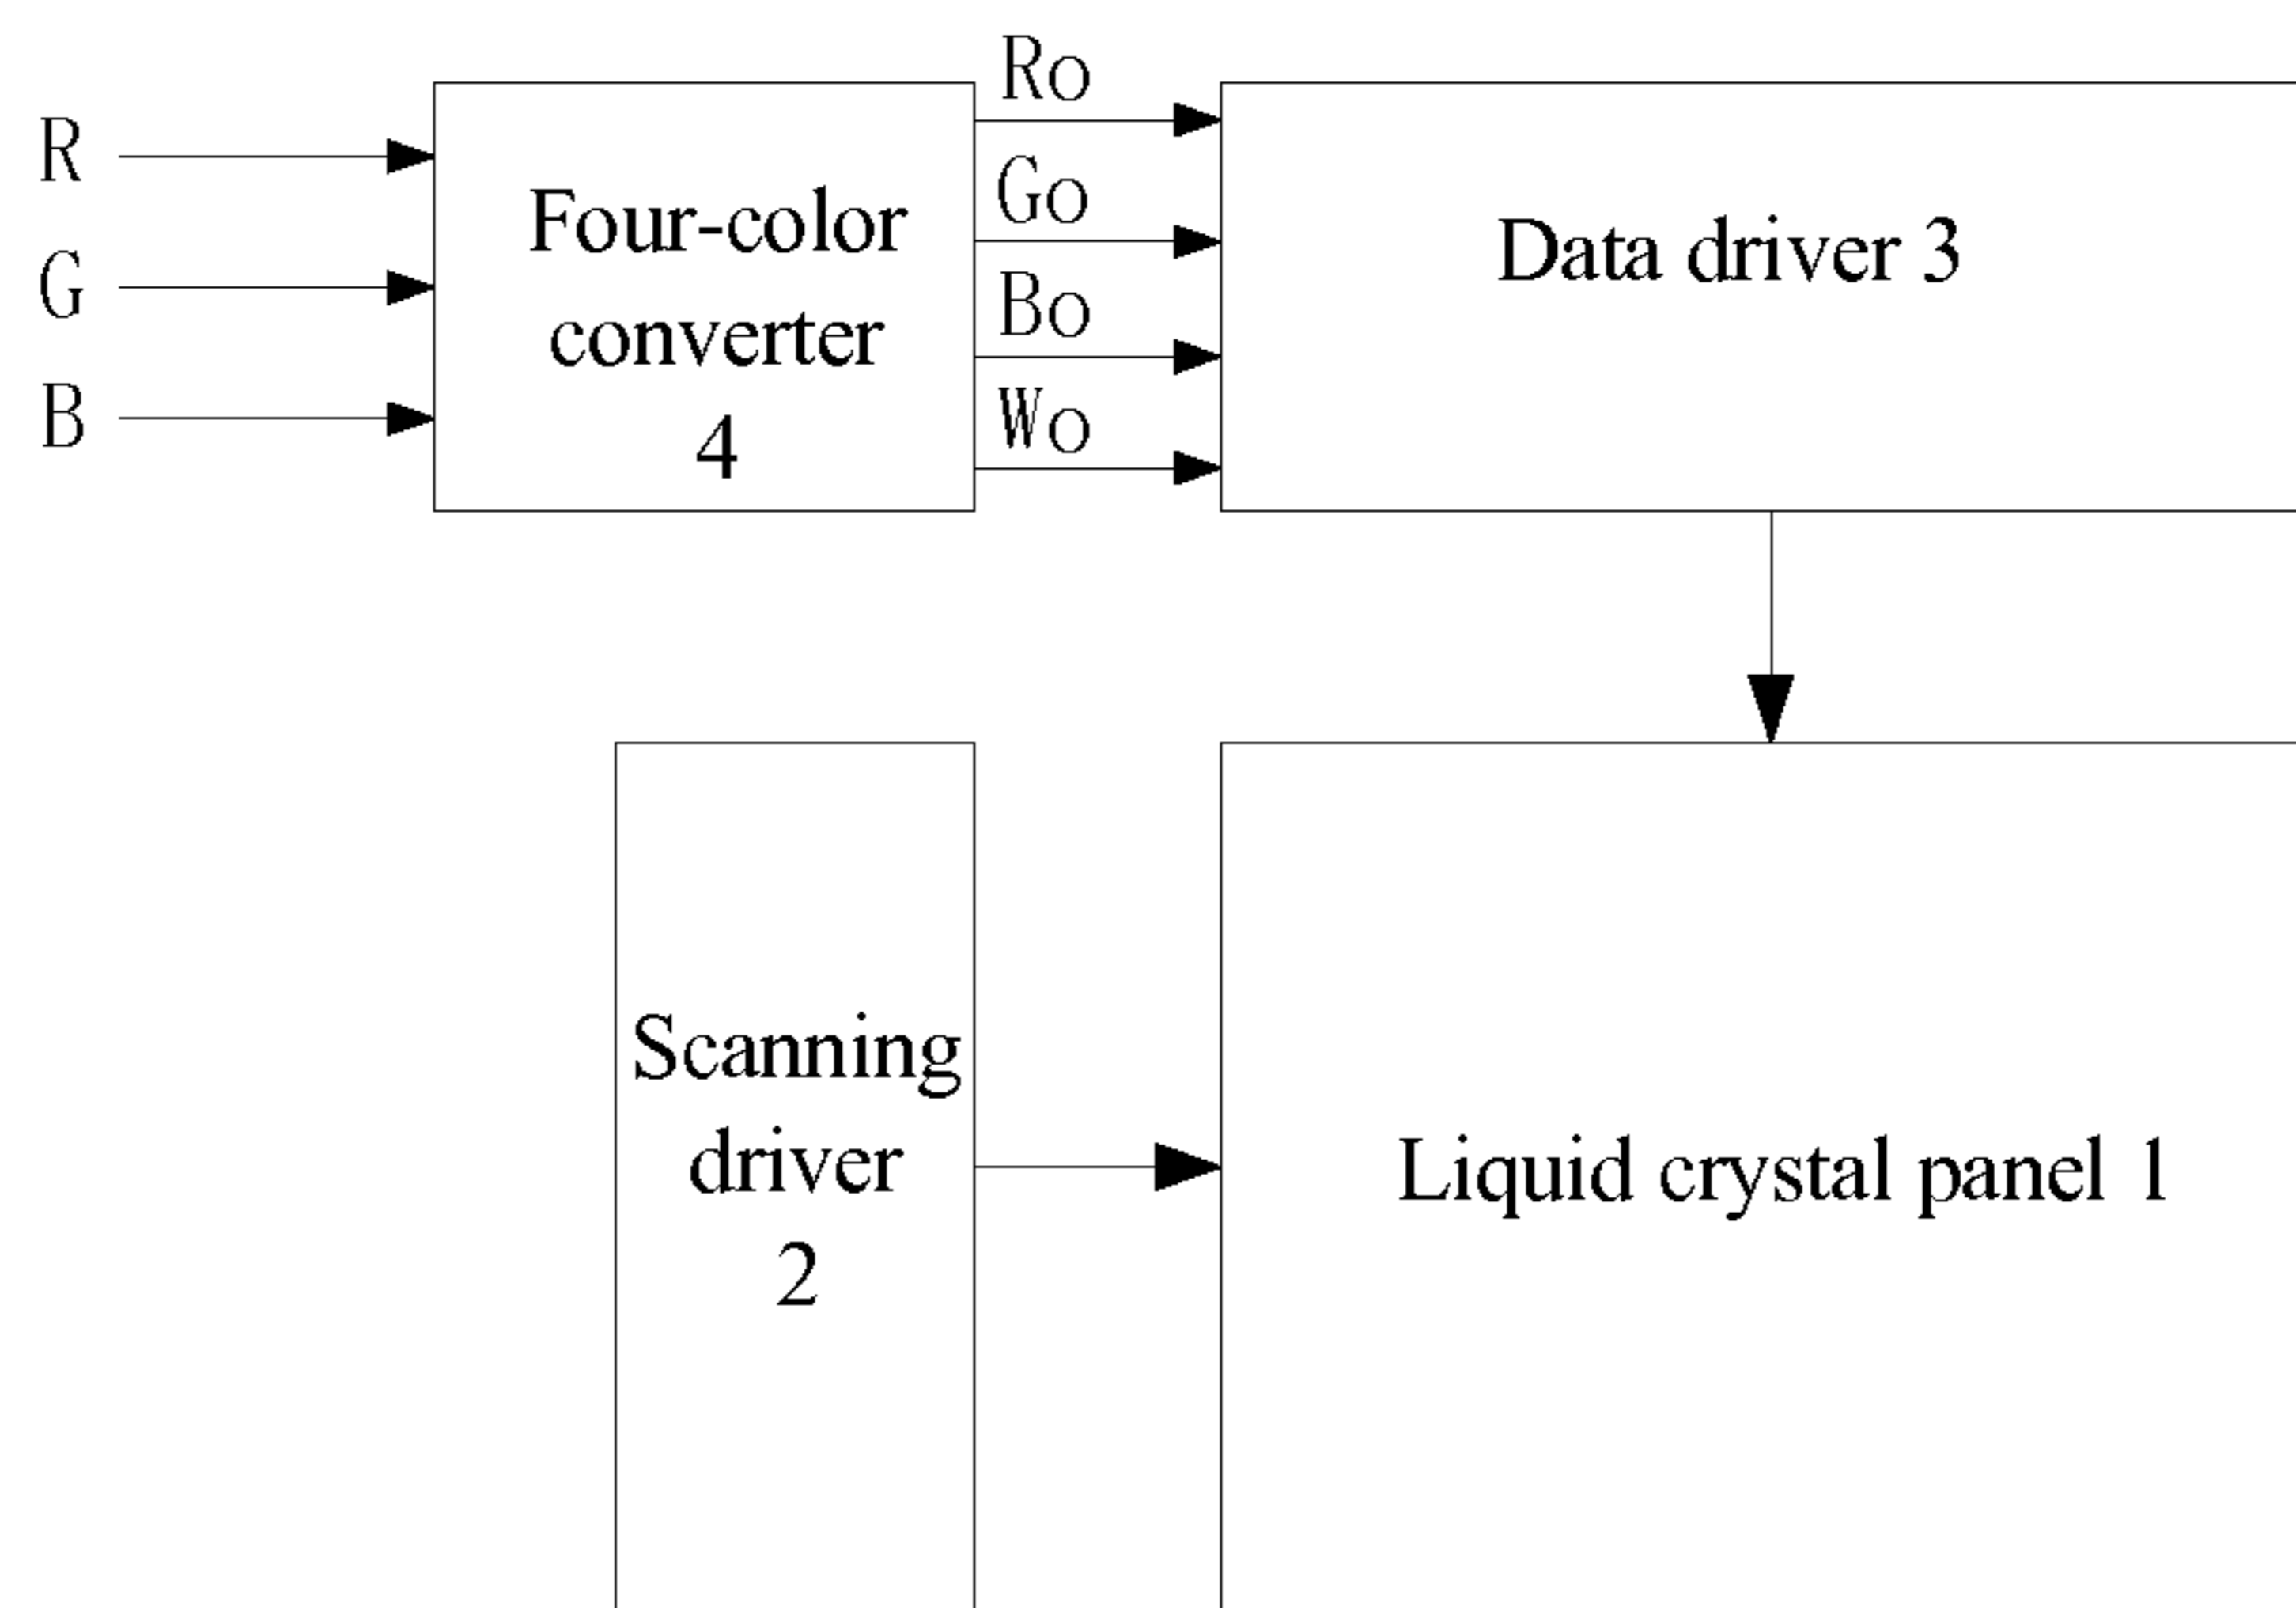 R
G
B
Four-color
converter
4
Ro
Go
Bo
Wo
Data driver 3
Scanning
driver
2
Liquid crystal panel 1